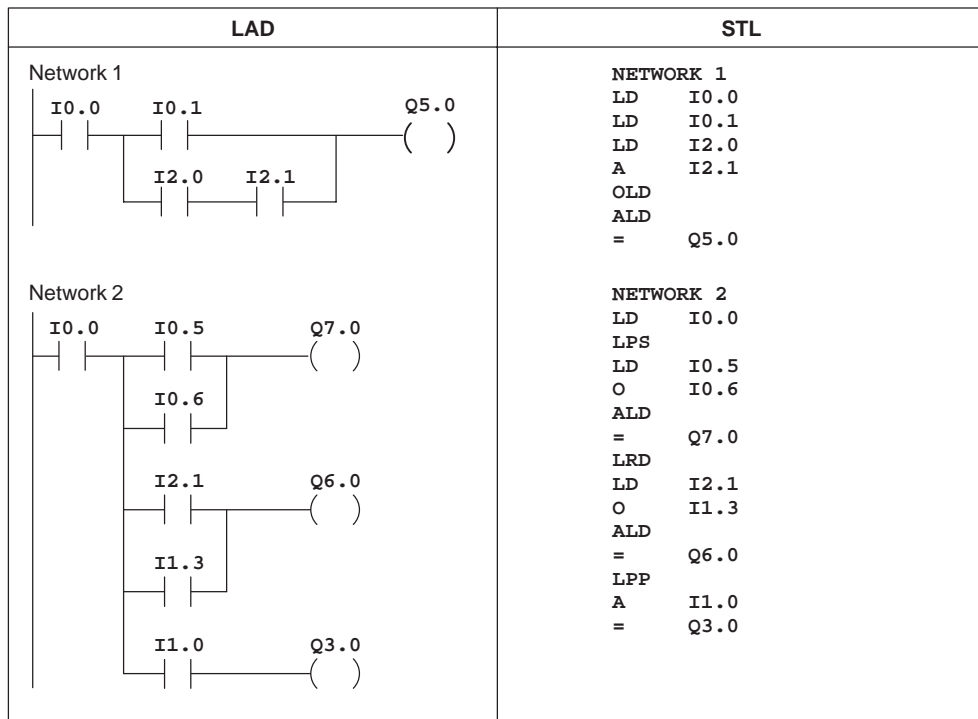 LAD
STL
Network 1
I0.0 I0.1 Q5.0
( )
I2.0 I2.1
NETWORK 1
LD I0.0
LD I0.1
LD I2.0
A I2.1
OLD
ALD
= Q5.0
Network 2
I0.0 I0.5 Q7.0
( )
I0.6
I2.1 Q6.0
( )
I1.3
I1.0 Q3.0
( )
NETWORK 2
LD I0.0
LPS
LD I0.5
O I0.6
ALD
= Q7.0
LRD
LD I2.1
O I1.3
ALD
= Q6.0
LPP
A I1.0
= Q3.0